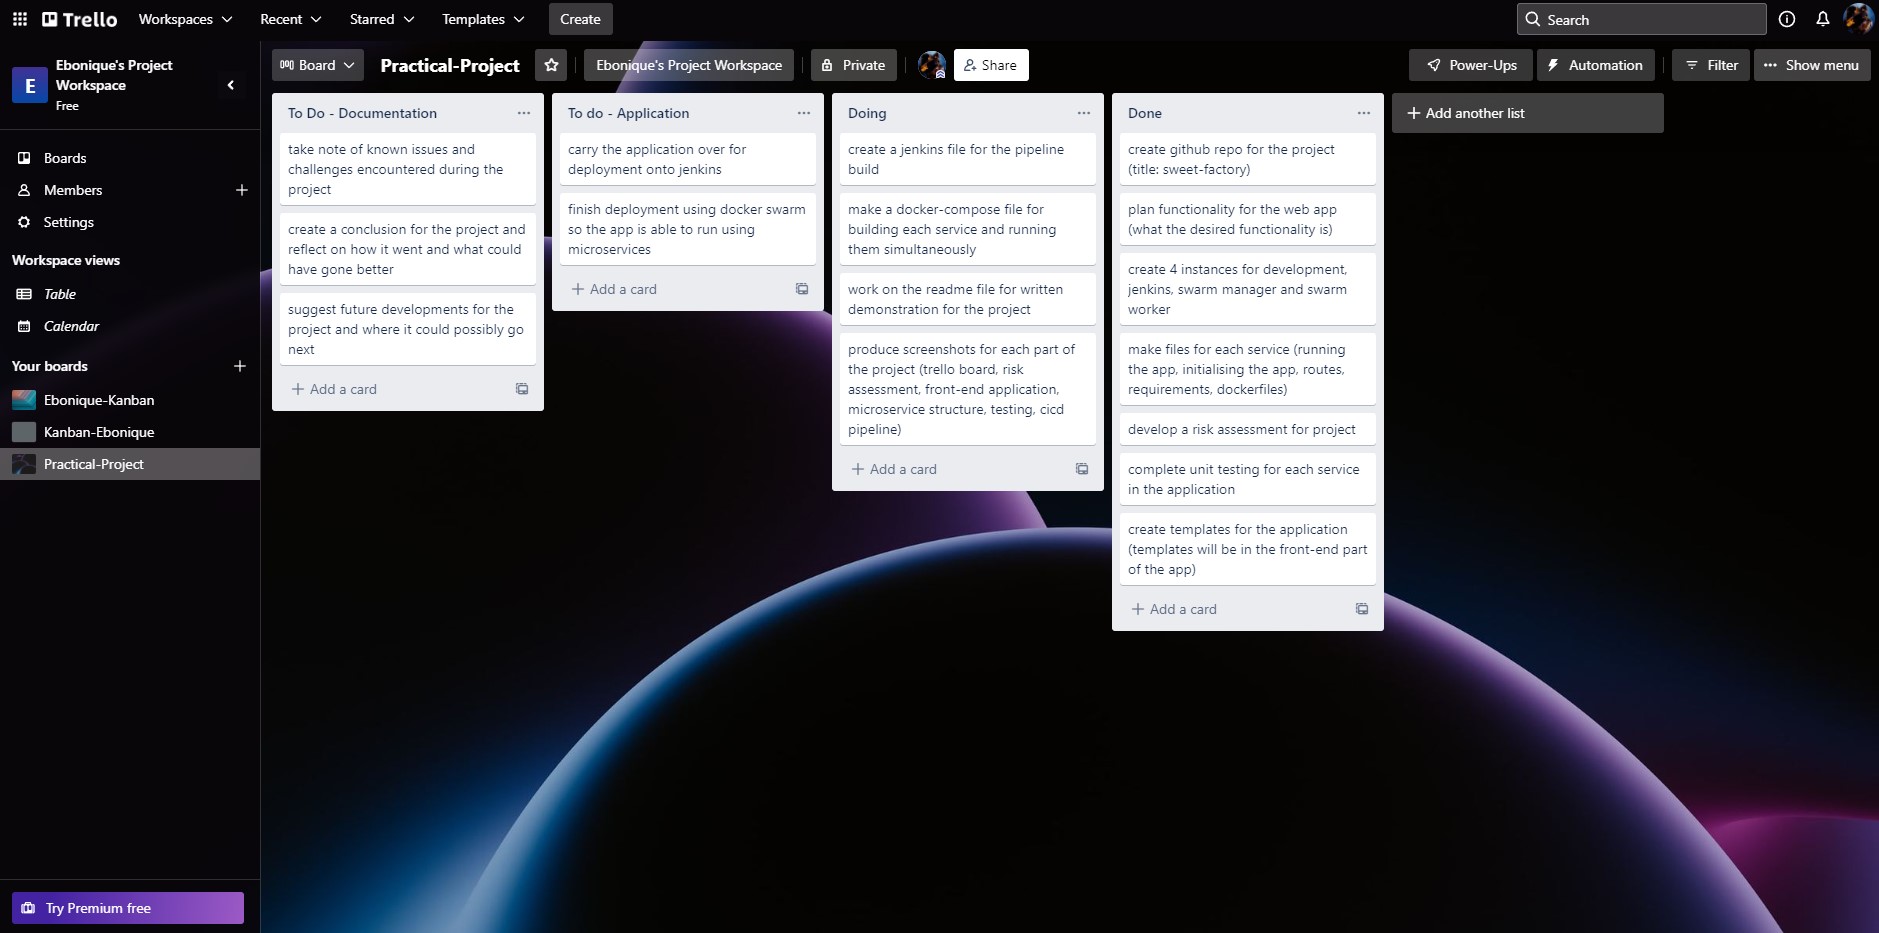 Trello
Workspaces
Recent
Starred
Templates
Create
Search
E
Ebonique's Project
Workspace
Free
Boards
Members
Settings
Workspace views
Table
Calendar
Your boards
Ebonique-Kanban
Kanban-Ebonique
Practical-Project
Try Premium free
Board
Practical-Project
Ebonique's Project Workspace
Private
Share
Power-Ups
Automation
Filter
Show menu
To Do - Documentation
take note of known issues and
challenges encountered during the
project
create a conclusion for the project and
reflect on how it went and what could
have gone better
suggest future developments for the
project and where it could possibly go
next
Add a card
To do - Application
carry the application over for
deployment onto jenkins
finish deployment using docker swarm
so the app is able to run using
microservices
Add a card
Doing
create a jenkins file for the pipeline
build
make a docker-compose file for
building each service and running
them simultaneously
work on the readme file for written
demonstration for the project
produce screenshots for each part of
the project (trello board, risk
assessment, front-end application,
microservice structure, testing, cicd
pipeline)
Add a card
Done
create github repo for the project
(title: sweet-factory)
plan functionality for the web app
(what the desired functionality is)
create 4 instances for development,
jenkins, swarm manager and swarm
worker
make files for each service (running
the app, initialising the app, routes,
requirements, dockerfiles)
develop a risk assessment for project
complete unit testing for each service
in the application
create templates for the application
(templates will be in the front-end part
of the app)
Add a card
Add another list